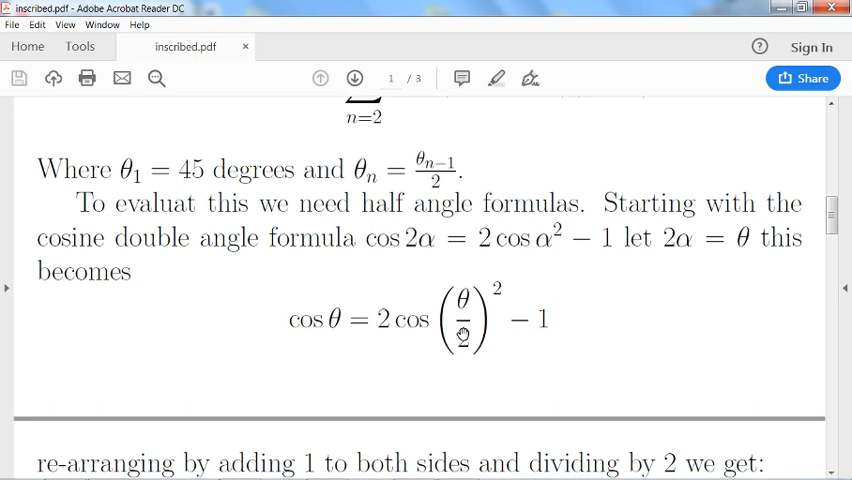 inscribed.pdf - Adobe Acrobat Reader DC
File Edit View Window Help
Home Tools inscribed.pdf × ? Sign In
1 / 3 Share
n=2
Where θ₁ = 45 degrees and θₙ = θₙ₋₁/2.
To evaluat this we need half angle formulas. Starting with the
cosine double angle formula cos 2α = 2 cos α² − 1 let 2α = θ this
becomes
cos θ = 2 cos (θ/2)² − 1
re-arranging by adding 1 to both sides and dividing by 2 we get: